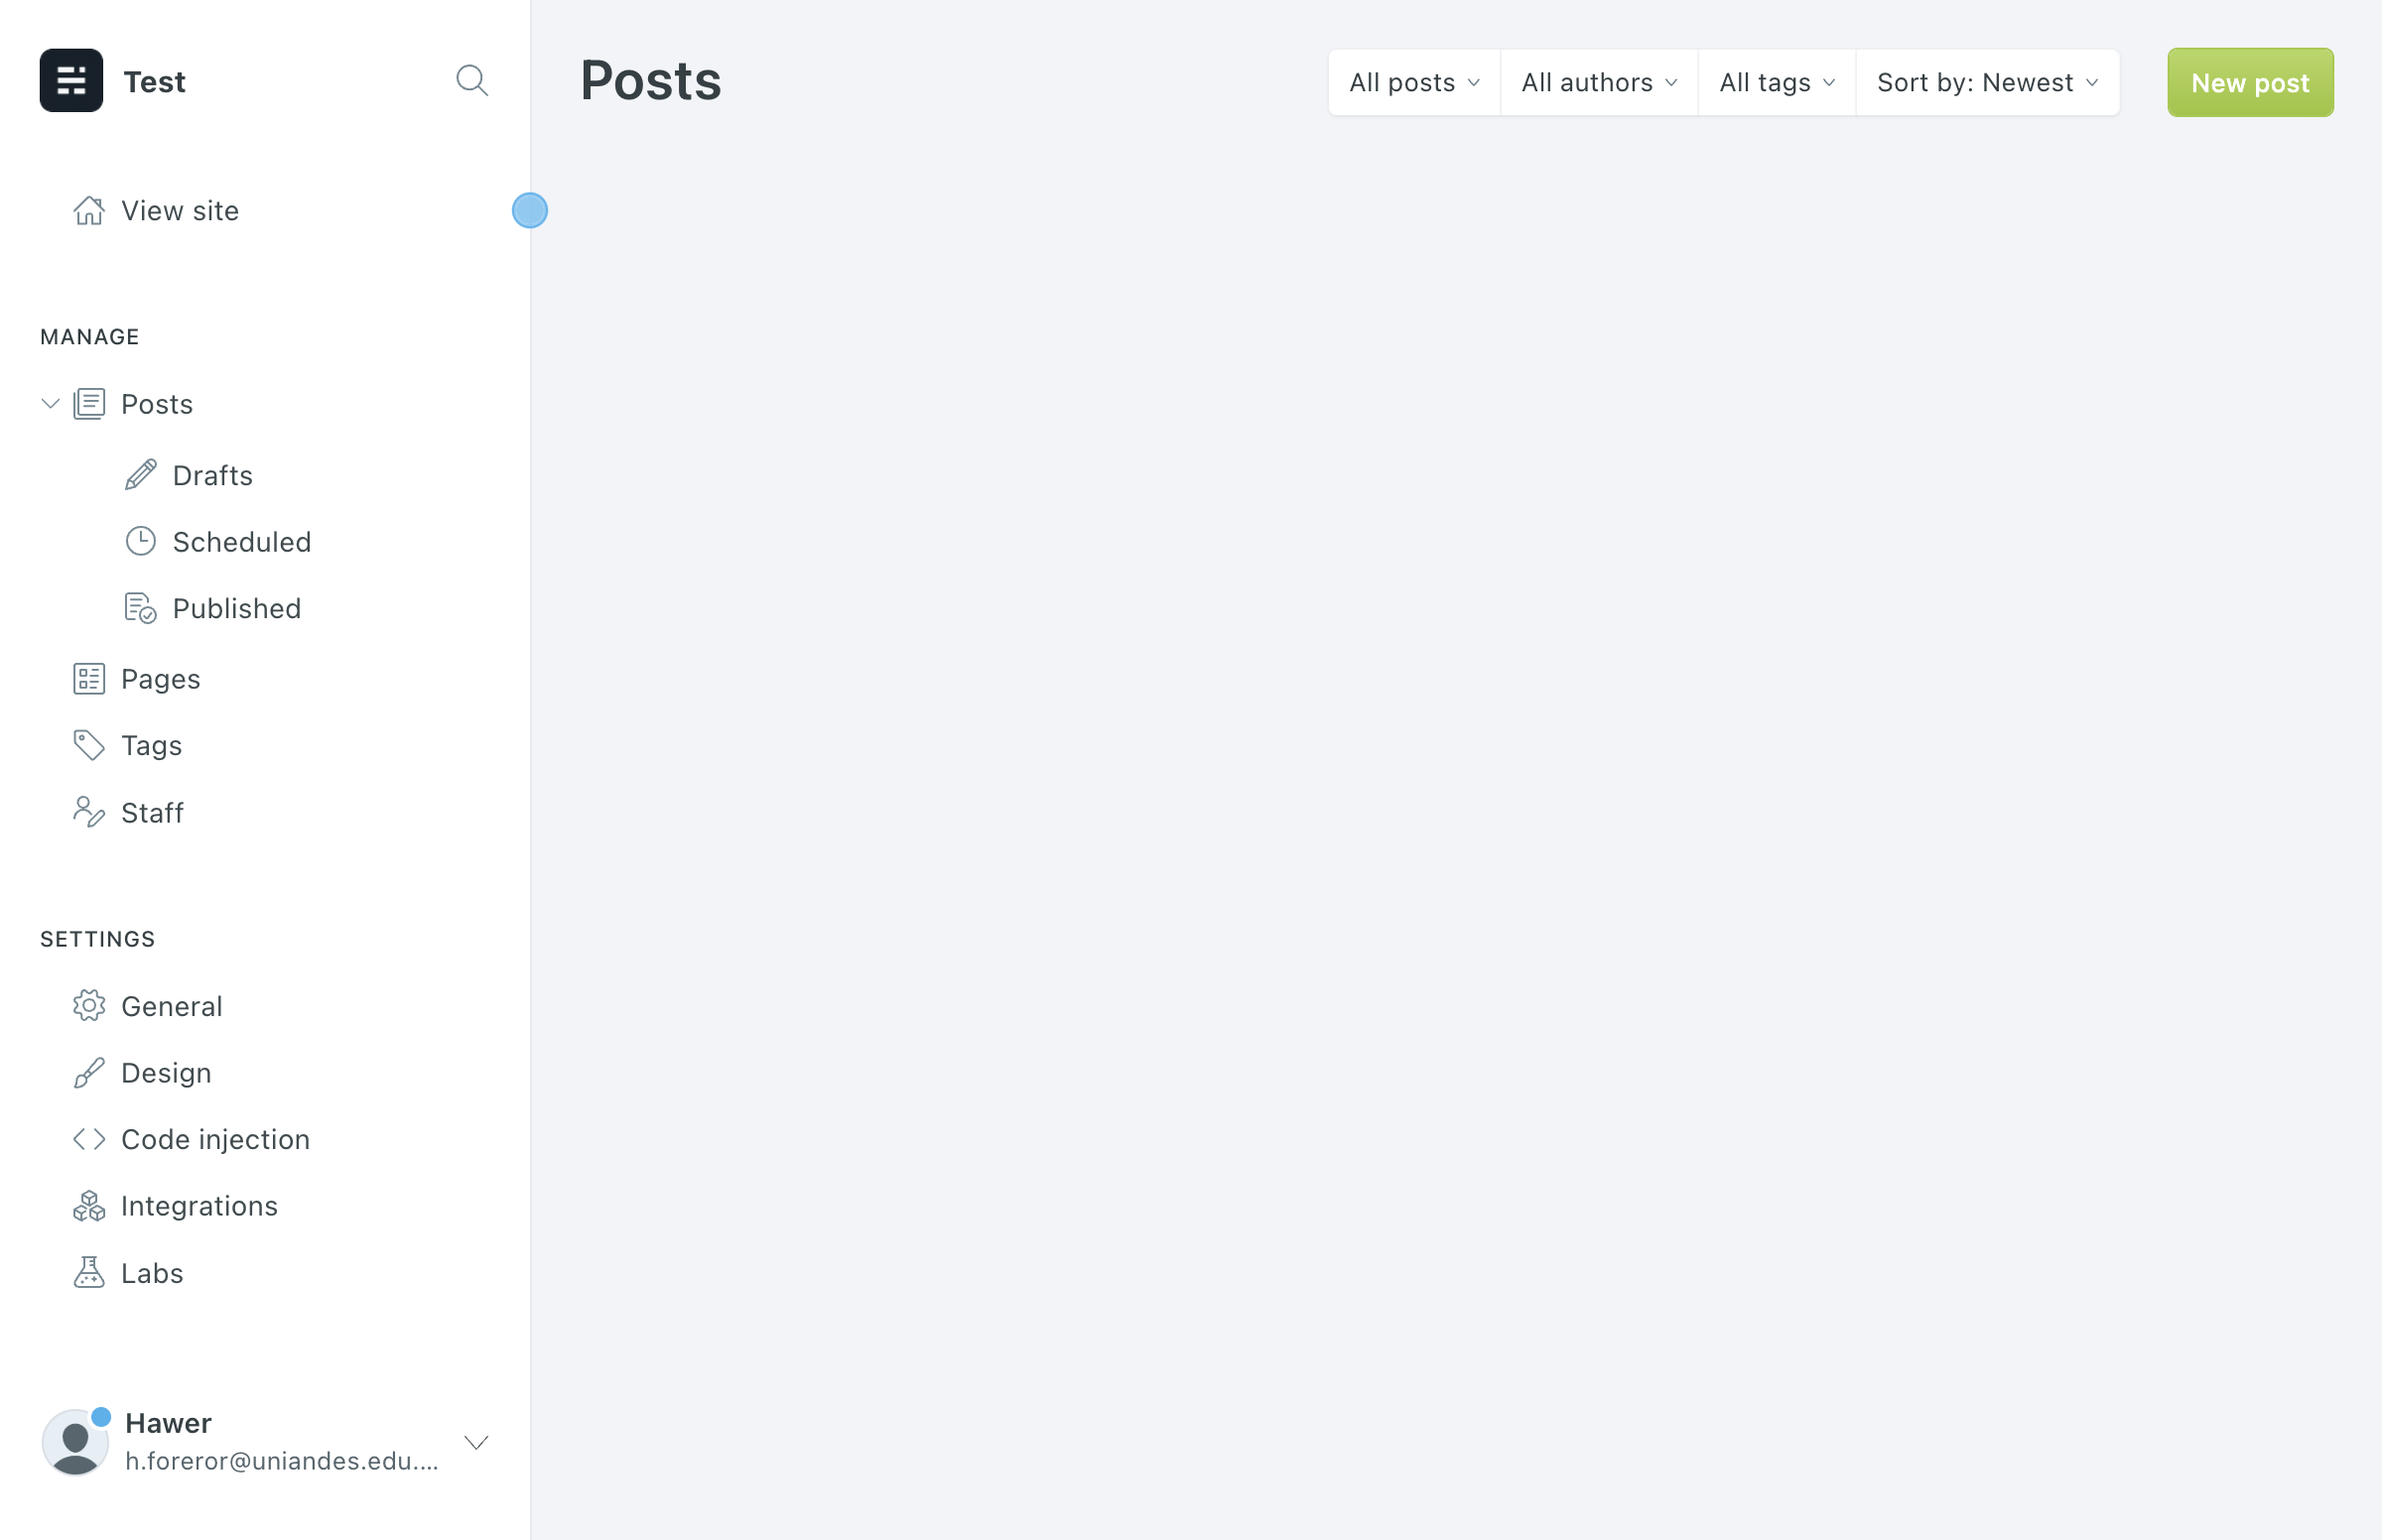 Test
View site
MANAGE
Posts
Drafts
Scheduled
Published
Pages
Tags
Staff
SETTINGS
General
Design
Code injection
Integrations
Labs
Hawer
h.foreror@uniandes.edu....
Posts
All posts
All authors
All tags
Sort by: Newest
New post